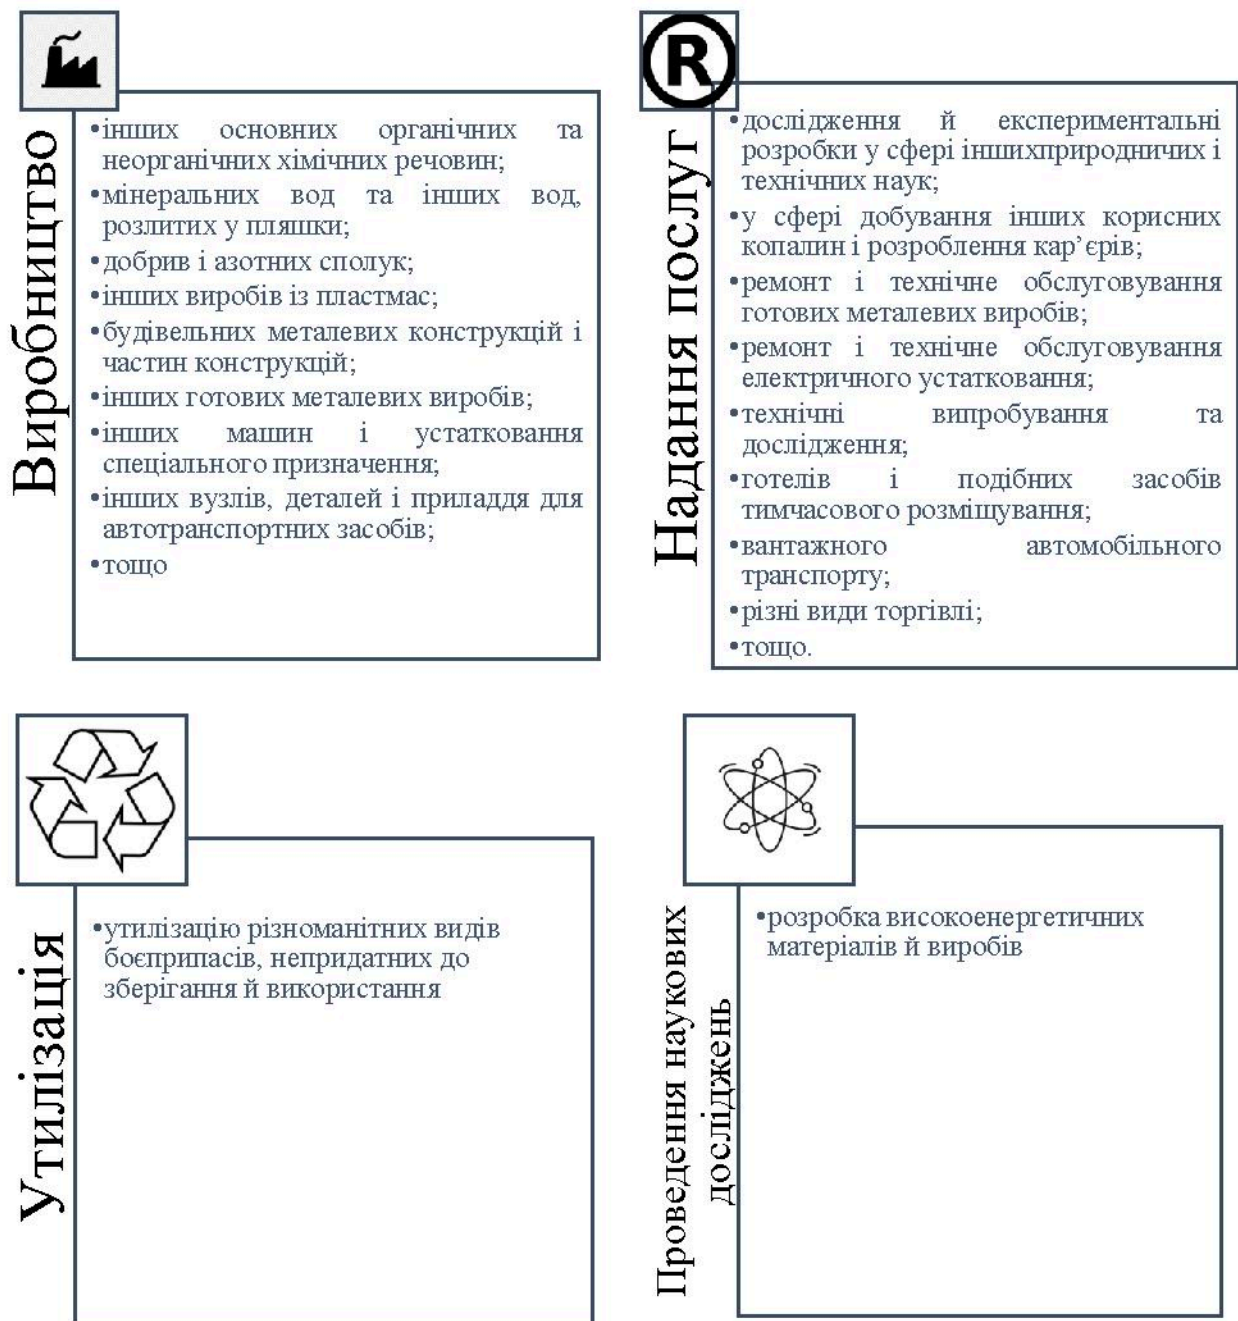 Виробництво
•інших основних органічних та
неорганічних хімічних речовин;
•мінеральних вод та інших вод,
розлитих у пляшки;
•добрив і азотних сполук;
•інших виробів із пластмас;
•будівельних металевих конструкцій і
частин конструкцій;
•інших готових металевих виробів;
•інших машин і устатковання
спеціального призначення;
•інших вузлів, деталей і приладдя для
автотранспортних засобів;
•тощо
R
Надання послуг
•дослідження й експериментальні
розробки у сфері іншихприродничих і
технічних наук;
•у сфері добування інших корисних
копалин і розроблення кар’єрів;
•ремонт і технічне обслуговування
готових металевих виробів;
•ремонт і технічне обслуговування
електричного устатковання;
•технічні випробування та
дослідження;
•готелів і подібних засобів
тимчасового розміщування;
•вантажного автомобільного
транспорту;
•різні види торгівлі;
•тощо.
Утилізація
•утилізацію різноманітних видів
боєприпасів, непридатних до
зберігання й використання
Проведення наукових
досліджень
•розробка високоенергетичних
матеріалів й виробів